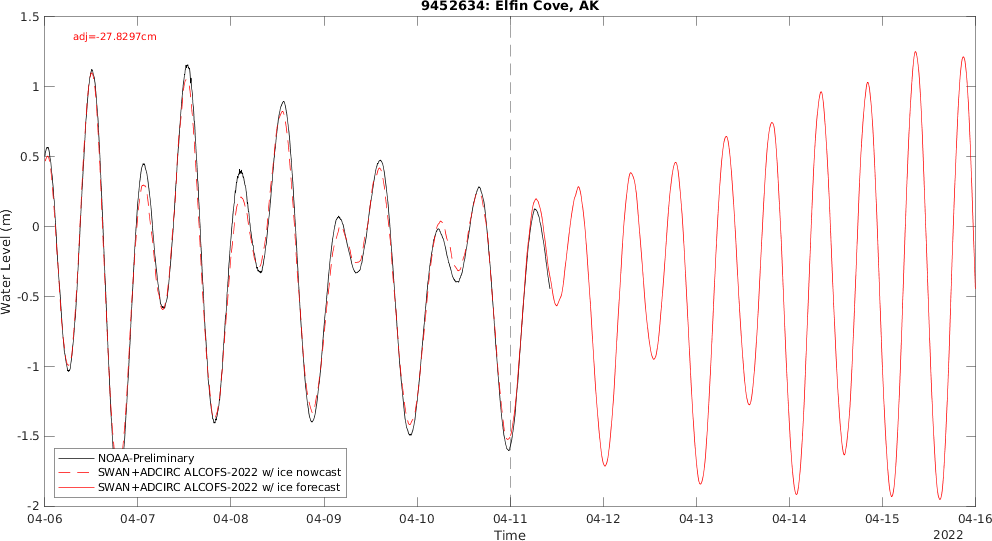 9452634: Elfin Cove, AK
adj=-27.8297cm
1.5
1
0.5
0
-0.5
-1
-1.5
-2
Water Level (m)
NOAA-Preliminary
SWAN+ADCIRC ALCOFS-2022 w/ ice nowcast
SWAN+ADCIRC ALCOFS-2022 w/ ice forecast
04-06 04-07 04-08 04-09 04-10 04-11 04-12 04-13 04-14 04-15 04-16
Time
2022